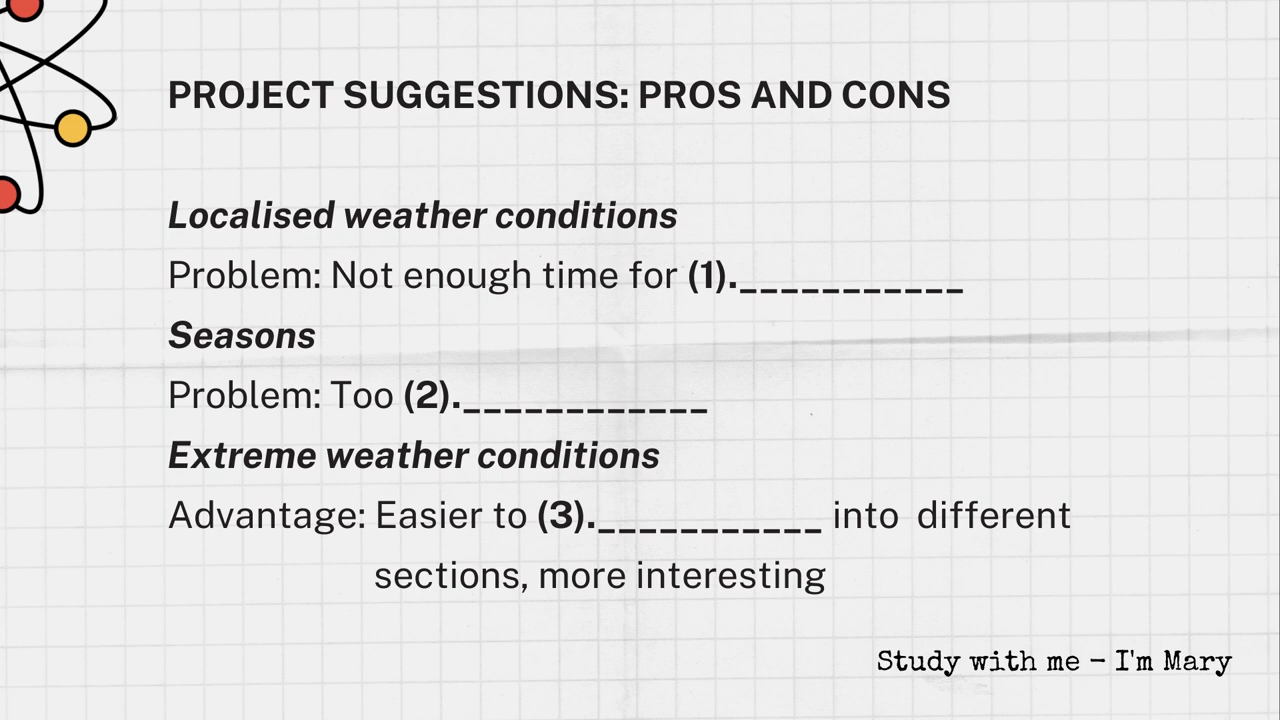 PROJECT SUGGESTIONS: PROS AND CONS
Localised weather conditions
Problem: Not enough time for (1).___________
Seasons
Problem: Too (2).____________
Extreme weather conditions
Advantage: Easier to (3).___________ into different
sections, more interesting
Study with me - I'm Mary